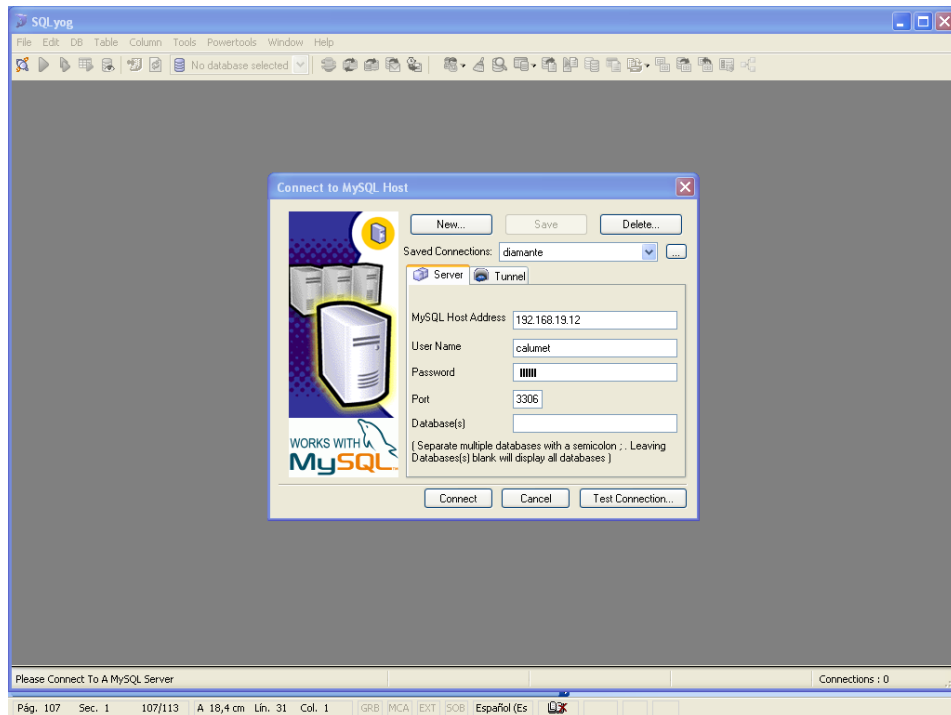 SQLyog
File Edit DB Table Column Tools Powertools Window Help
No database selected
Connect to MySQL Host
New... Save Delete...
Saved Connections: diamante ...
Server Tunnel
MySQL Host Address 192.168.19.12
User Name calumet
Password
Port 3306
Database(s)
( Separate multiple databases with a semicolon ; . Leaving
Databases(s) blank will display all databases )
WORKS WITH
MySQL
Connect Cancel Test Connection...
Please Connect To A MySQL Server Connections : 0
Pág. 107 Sec. 1 107/113 A 18,4 cm Lín. 31 Col. 1 GRB MCA EXT SOB Español (Es